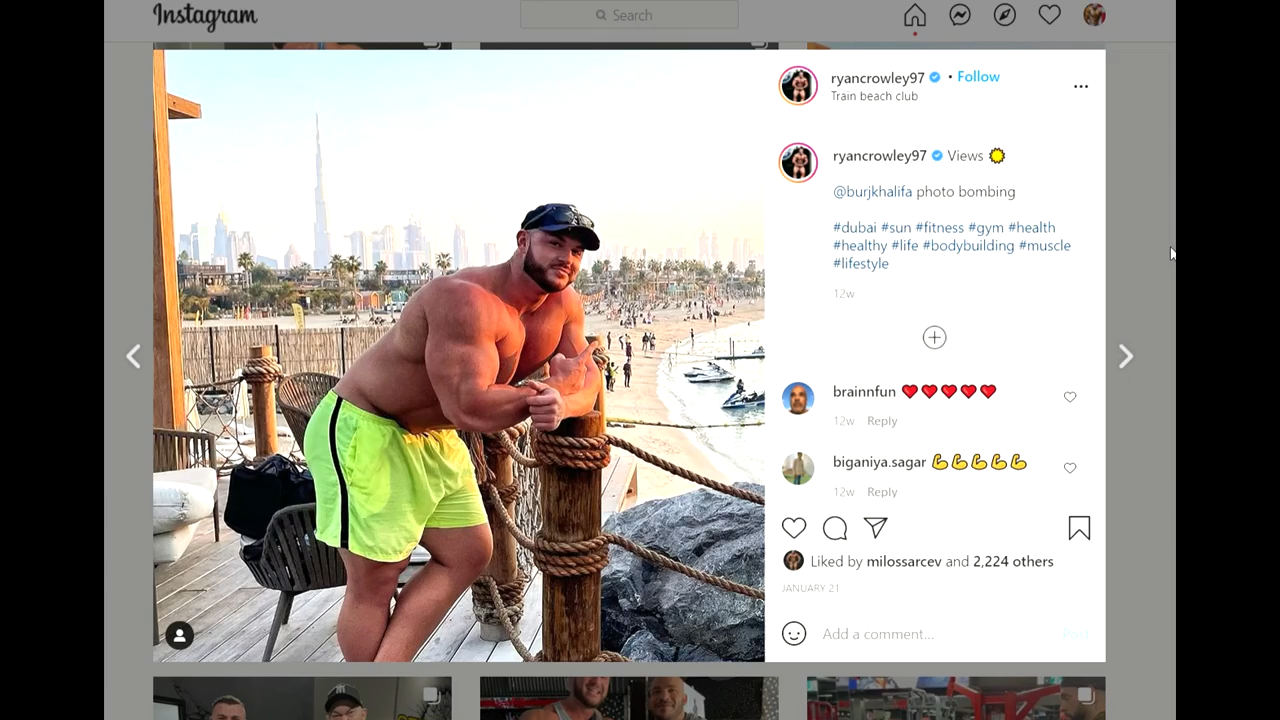 Instagram
Search
ryancrowley97 • Follow
Train beach club
ryancrowley97 Views
@burjkhalifa photo bombing
#dubai #sun #fitness #gym #health
#healthy #life #bodybuilding #muscle
#lifestyle
12w
brainnfun
12w Reply
biganiya.sagar
12w Reply
Liked by milossarcev and 2,224 others
JANUARY 21
Add a comment... Post